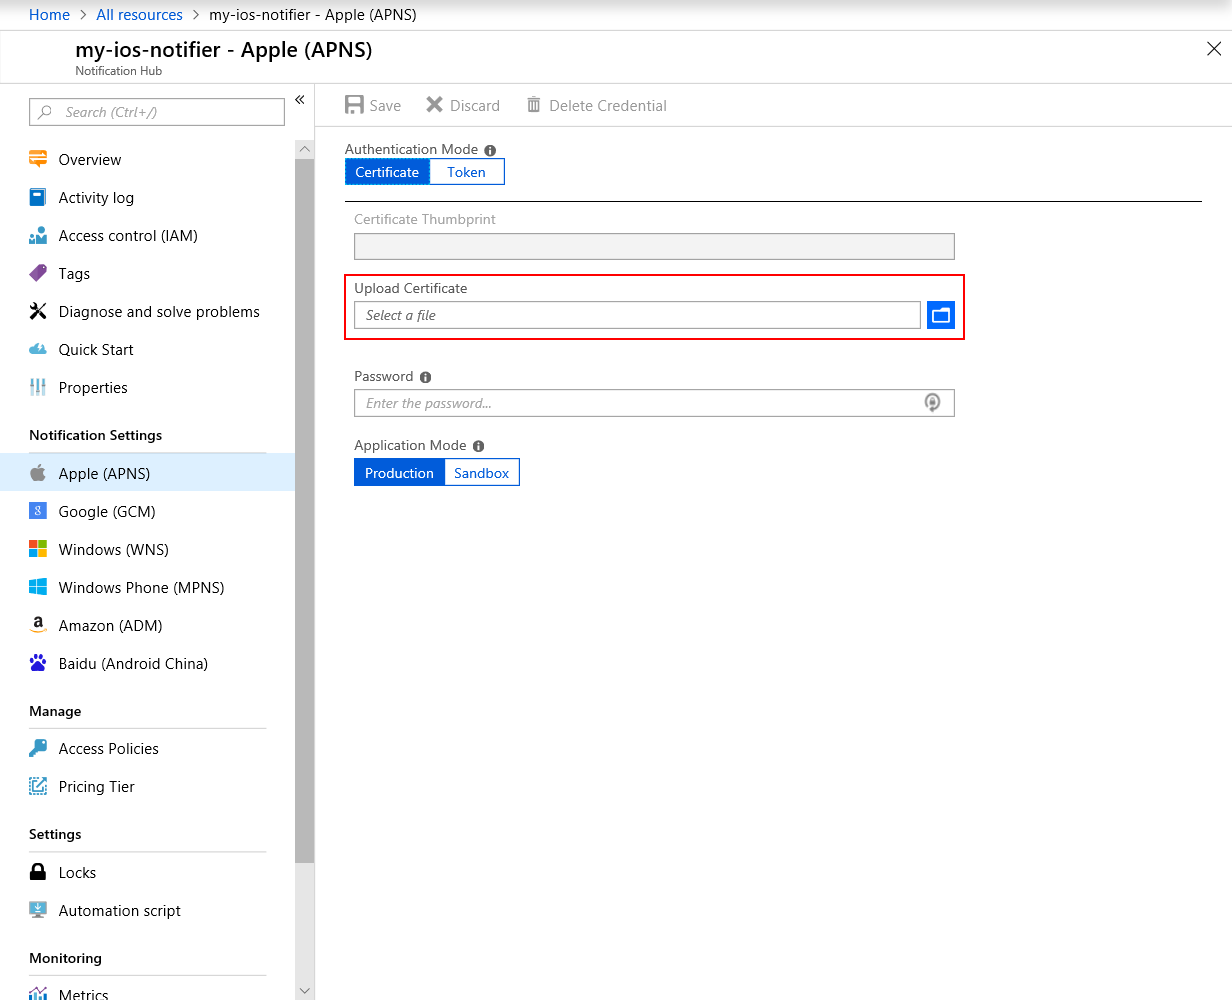 Home > All resources > my-ios-notifier - Apple (APNS)
my-ios-notifier - Apple (APNS)
Notification Hub
Search (Ctrl+/)
«
Overview
Activity log
Access control (IAM)
Tags
Diagnose and solve problems
Quick Start
Properties
Notification Settings
Apple (APNS)
Google (GCM)
Windows (WNS)
Windows Phone (MPNS)
Amazon (ADM)
Baidu (Android China)
Manage
Access Policies
Pricing Tier
Settings
Locks
Automation script
Monitoring
Metrics
Save Discard Delete Credential
Authentication Mode
Certificate Token
Certificate Thumbprint
Upload Certificate
Select a file
Password
Enter the password...
Application Mode
Production Sandbox